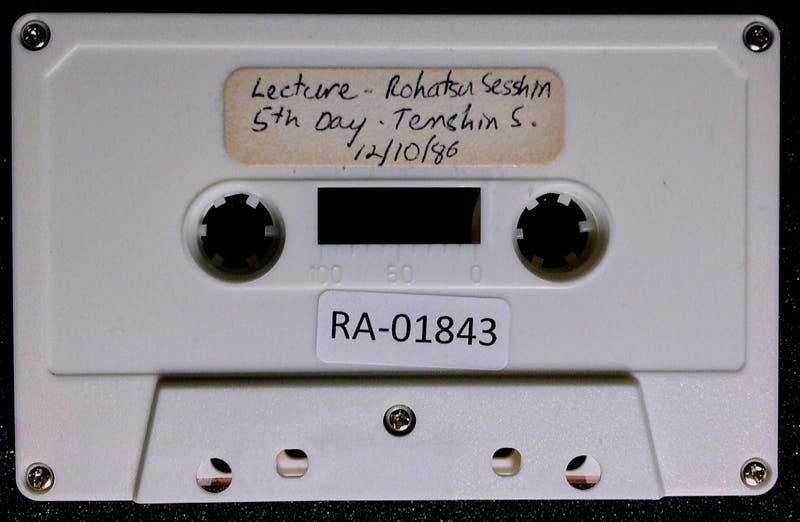 Lecture - Rohatsu Sesshin
5th Day - Tenshin S.
12/10/86
100 50 0
RA-01843